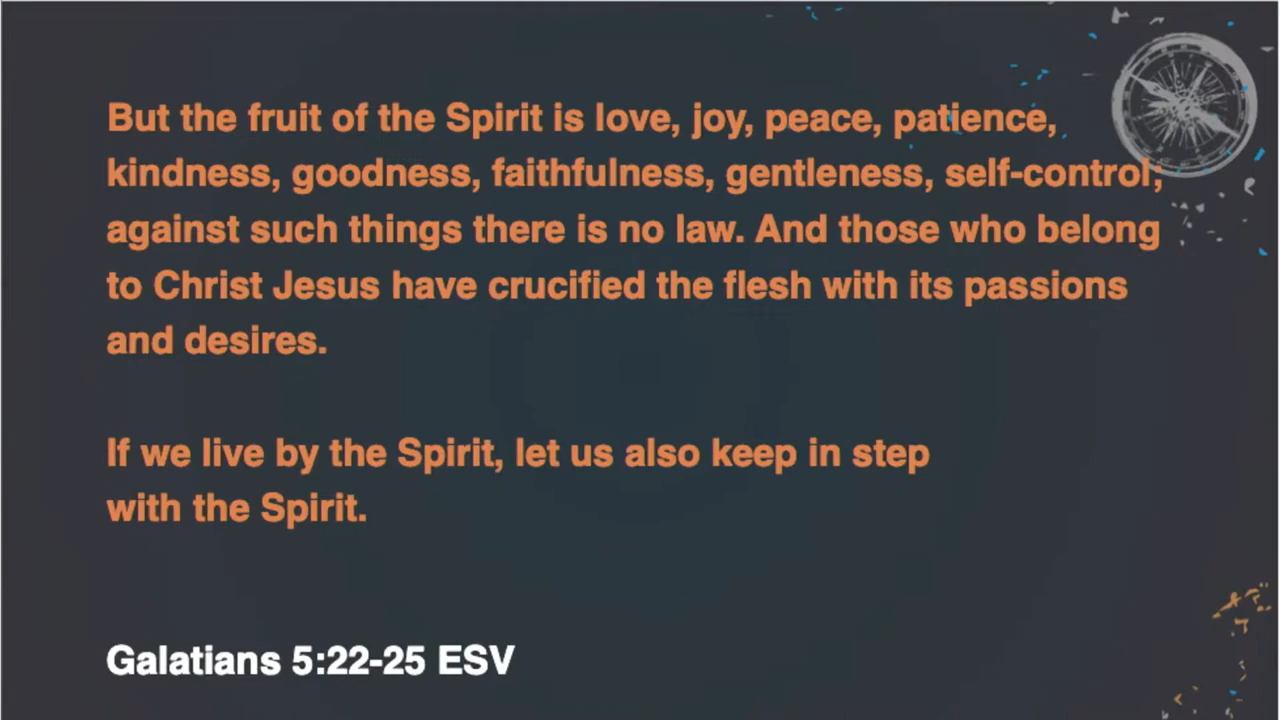 But the fruit of the Spirit is love, joy, peace, patience,
kindness, goodness, faithfulness, gentleness, self-control;
against such things there is no law. And those who belong
to Christ Jesus have crucified the flesh with its passions
and desires.
If we live by the Spirit, let us also keep in step
with the Spirit.
Galatians 5:22-25 ESV